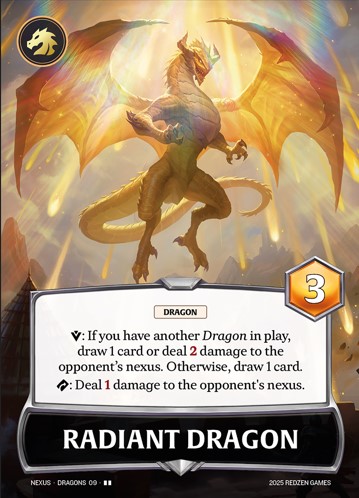 3
DRAGON
: If you have another Dragon in play,
draw 1 card or deal 2 damage to the
opponent's nexus. Otherwise, draw 1 card.
: Deal 1 damage to the opponent's nexus.
RADIANT DRAGON
NEXUS · DRAGONS 09 · 2025 REDZEN GAMES